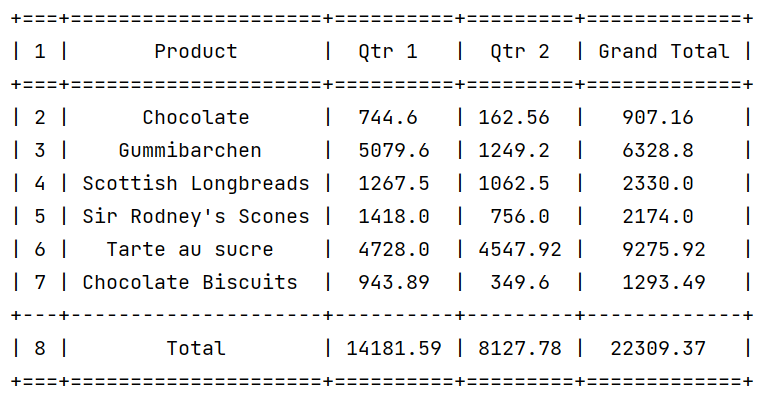 +===+=====================+==========+=========+=============+
| 1 |       Product       |  Qtr 1   |  Qtr 2  | Grand Total |
+===+=====================+==========+=========+=============+
| 2 |      Chocolate      |  744.6   | 162.56  |   907.16    |
| 3 |    Gummibarchen     |  5079.6  | 1249.2  |   6328.8    |
| 4 | Scottish Longbreads |  1267.5  | 1062.5  |   2330.0    |
| 5 | Sir Rodney's Scones |  1418.0  |  756.0  |   2174.0    |
| 6 |   Tarte au sucre    |  4728.0  | 4547.92 |   9275.92   |
| 7 | Chocolate Biscuits  |  943.89  |  349.6  |   1293.49   |
+---+---------------------+----------+---------+-------------+
| 8 |        Total        | 14181.59 | 8127.78 |  22309.37   |
+===+=====================+==========+=========+=============+